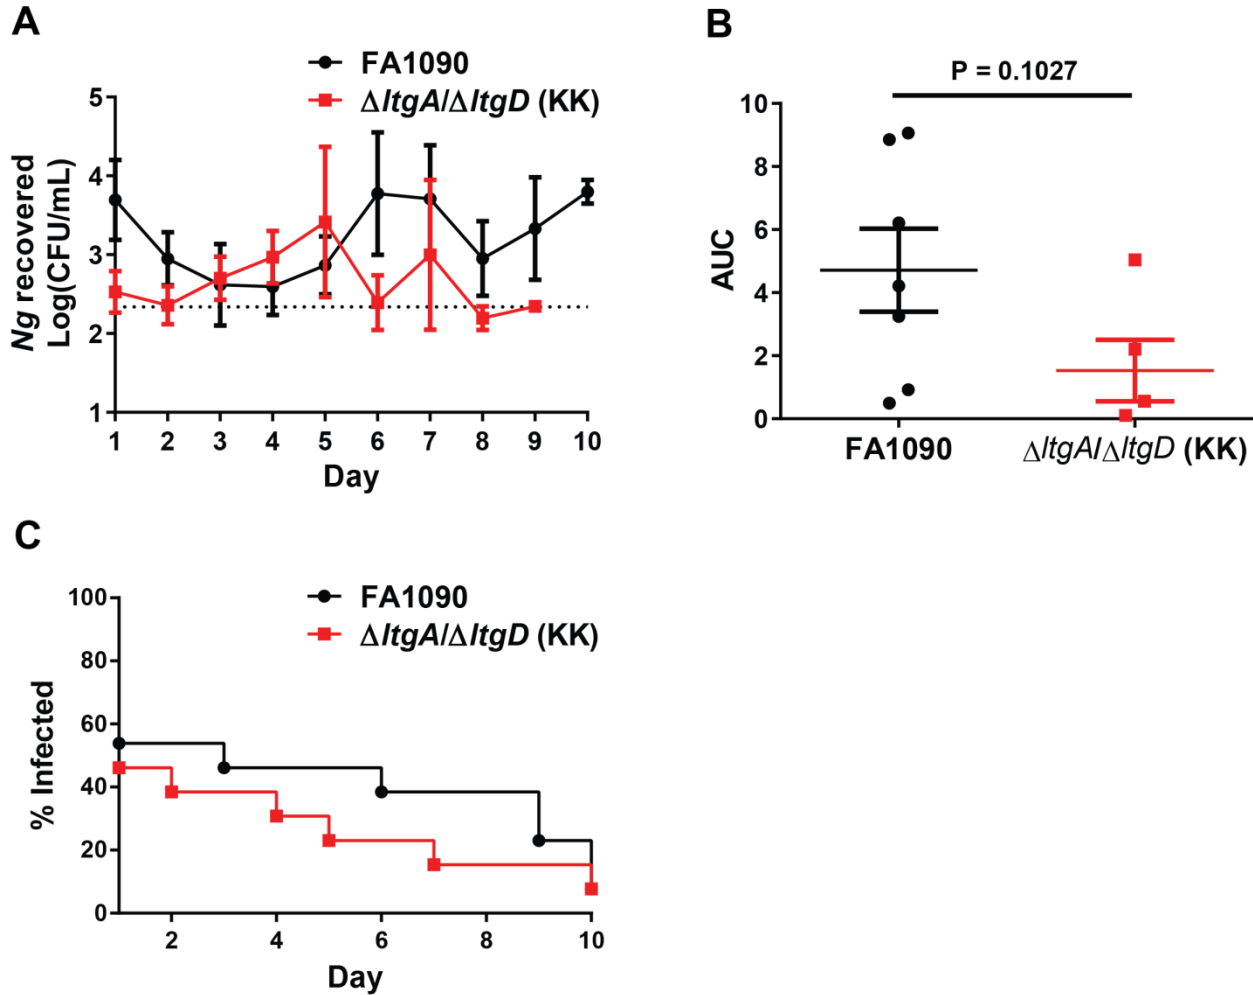 A
FA1090
ΔltgA/ΔltgD (KK)
Ng recovered
Log(CFU/mL)
5
4
3
2
1
1 2 3 4 5 6 7 8 9 10
Day
B
P = 0.1027
AUC
10
8
6
4
2
0
FA1090 ΔltgA/ΔltgD (KK)
C
FA1090
ΔltgA/ΔltgD (KK)
% Infected
100
80
60
40
20
0
2 4 6 8 10
Day